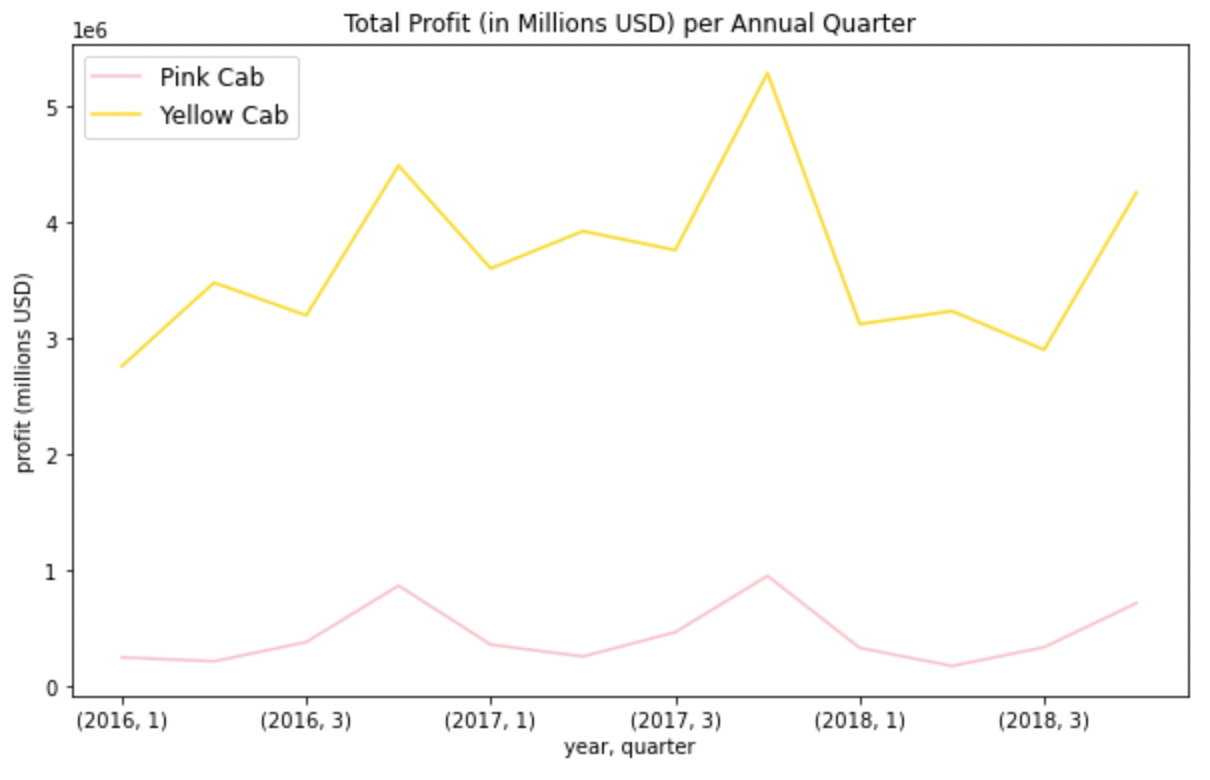 Total Profit (in Millions USD) per Annual Quarter
1e6
Pink Cab
Yellow Cab
5
4
3
2
1
0
profit (millions USD)
(2016, 1) (2016, 3) (2017, 1) (2017, 3) (2018, 1) (2018, 3)
year, quarter